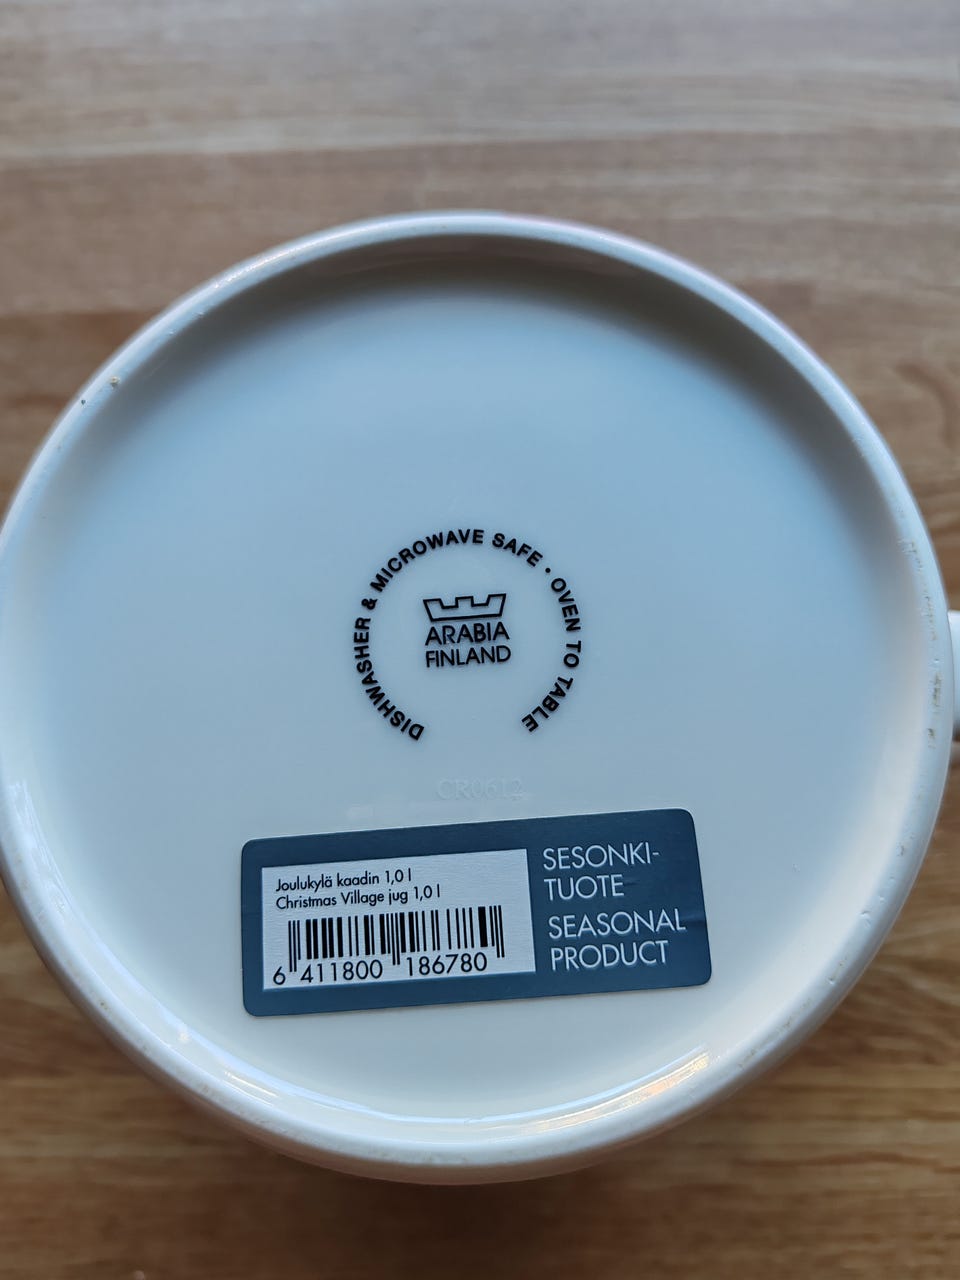 DISHWASHER & MICROWAVE SAFE • OVEN TO TABLE
ARABIA
FINLAND
CR0612
Joulukylä kaadin 1,0 l
Christmas Village jug 1,0 l
6 411800 186780
SESONKI-
TUOTE
SEASONAL
PRODUCT